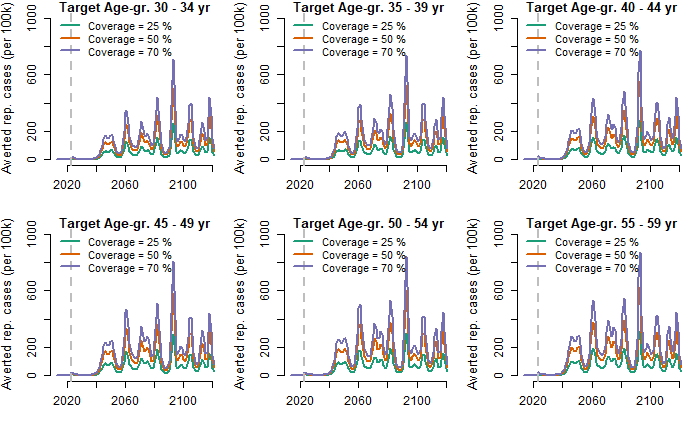 Target Age-gr. 30 - 34 yr
Averted rep. cases (per 100k)
1000
600
200
0
Coverage = 25 %
Coverage = 50 %
Coverage = 70 %
2020
2060
2100
Target Age-gr. 35 - 39 yr
Averted rep. cases (per 100k)
1000
600
200
0
Coverage = 25 %
Coverage = 50 %
Coverage = 70 %
2020
2060
2100
Target Age-gr. 40 - 44 yr
Averted rep. cases (per 100k)
1000
600
200
0
Coverage = 25 %
Coverage = 50 %
Coverage = 70 %
2020
2060
2100
Target Age-gr. 45 - 49 yr
Averted rep. cases (per 100k)
1000
600
200
0
Coverage = 25 %
Coverage = 50 %
Coverage = 70 %
2020
2060
2100
Target Age-gr. 50 - 54 yr
Averted rep. cases (per 100k)
1000
600
200
0
Coverage = 25 %
Coverage = 50 %
Coverage = 70 %
2020
2060
2100
Target Age-gr. 55 - 59 yr
Averted rep. cases (per 100k)
1000
600
200
0
Coverage = 25 %
Coverage = 50 %
Coverage = 70 %
2020
2060
2100